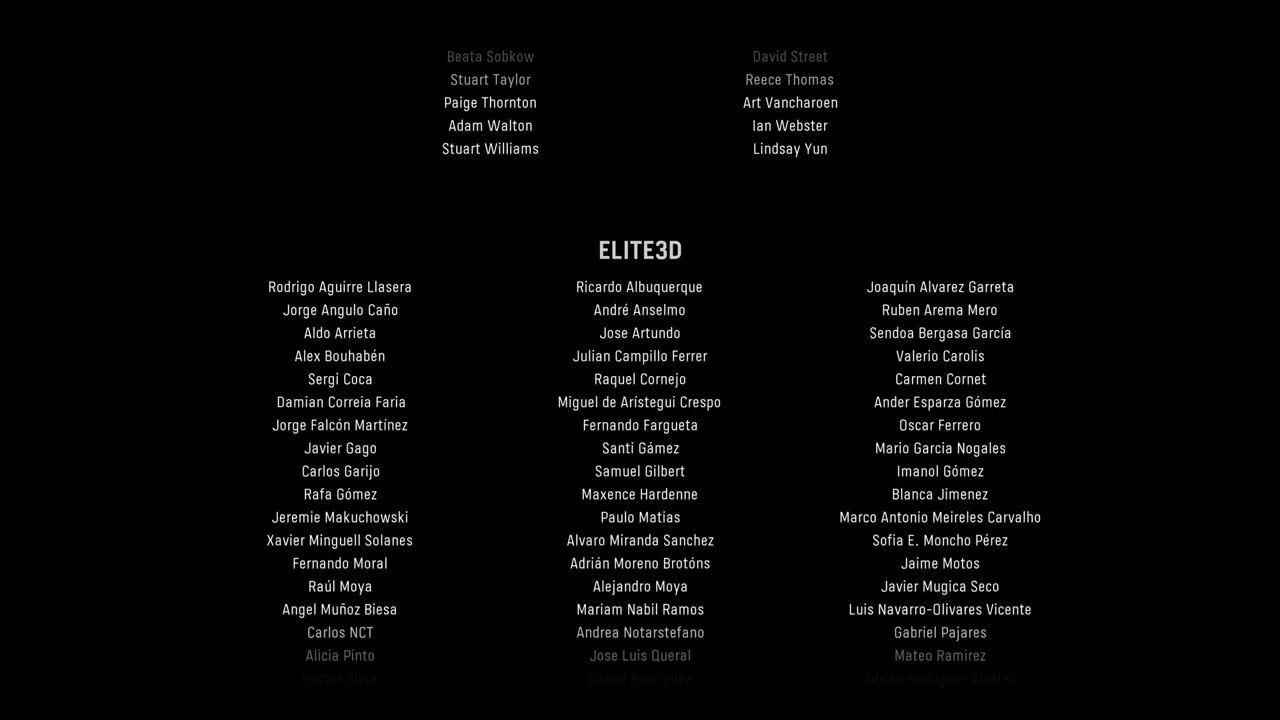 Beata Sobkow David Street
Stuart Taylor Reece Thomas
Paige Thornton Art Vancharoen
Adam Walton Ian Webster
Stuart Williams Lindsay Yun
ELITE3D
Rodrigo Aguirre Llasera Ricardo Albuquerque Joaquín Alvarez Garreta
Jorge Angulo Caño André Anselmo Ruben Arema Mero
Aldo Arrieta Jose Artundo Sendoa Bergasa García
Alex Bouhabén Julian Campillo Ferrer Valerio Carolis
Sergi Coca Raquel Cornejo Carmen Cornet
Damian Correia Faria Miguel de Arístegui Crespo Ander Esparza Gómez
Jorge Falcón Martínez Fernando Fargueta Oscar Ferrero
Javier Gago Santi Gámez Mario Garcia Nogales
Carlos Garijo Samuel Gilbert Imanol Gómez
Rafa Gómez Maxence Hardenne Blanca Jimenez
Jeremie Makuchowski Paulo Matias Marco Antonio Meireles Carvalho
Xavier Minguell Solanes Alvaro Miranda Sanchez Sofia E. Moncho Pérez
Fernando Moral Adrián Moreno Brotóns Jaime Motos
Raúl Moya Alejandro Moya Javier Mugica Seco
Angel Muñoz Biesa Mariam Nabil Ramos Luis Navarro-Olivares Vicente
Carlos NCT Andrea Notarstefano Gabriel Pajares
Alicia Pinto Jose Luis Queral Mateo Ramirez
Daniel Rodriguez Adrian Rodriguez Alvarez